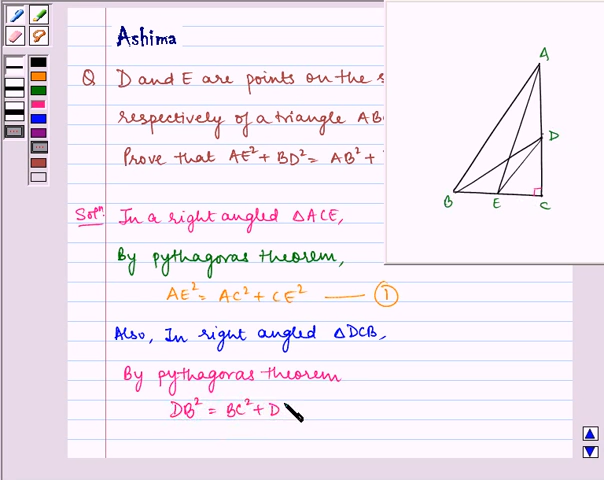 Ashima
Q D and E are points on the s
respectively of a triangle AB
Prove that AE² + BD² = AB² +
Solⁿ. In a right angled ΔACE,
By pythagoras theorem,
AE² = AC² + CE² —— ①
Also, In right angled ΔDCB,
By pythagoras theorem
DB² = BC² + D
A
D
B
E
C